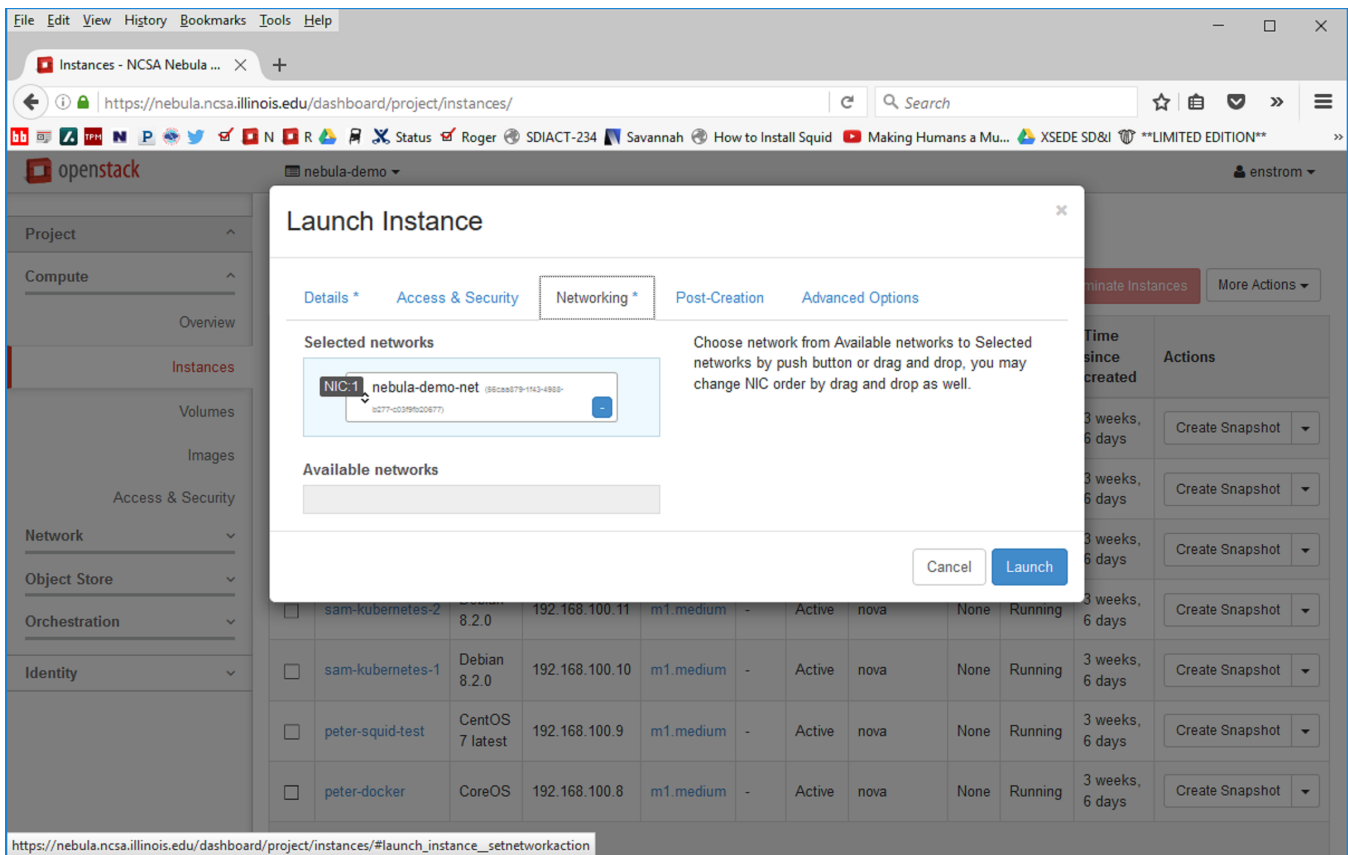 File Edit View History Bookmarks Tools Help
Instances - NCSA Nebula ...
https://nebula.ncsa.illinois.edu/dashboard/project/instances/
Search
N R Status Roger SDIACT-234 Savannah How to Install Squid Making Humans a Mu... XSEDE SD&I **LIMITED EDITION** »
openstack nebula-demo enstrom
Launch Instance
×
Project
Compute
Overview
Instances
Volumes
Images
Access & Security
Network
Object Store
Orchestration
Identity
Details * Access & Security Networking * Post-Creation Advanced Options
Selected networks
NIC:1 nebula-demo-net (56caa879-1f43-4988-
b277-c03f9fb20677)
-
Available networks
Choose network from Available networks to Selected
networks by push button or drag and drop, you may
change NIC order by drag and drop as well.
Cancel Launch
minate Instances More Actions
Time
since
created
Actions
3 weeks,
6 days
Create Snapshot
3 weeks,
6 days
Create Snapshot
3 weeks,
6 days
Create Snapshot
sam-kubernetes-2 Debian
8.2.0
192.168.100.11 m1.medium - Active nova None Running 3 weeks,
6 days
Create Snapshot
sam-kubernetes-1 Debian
8.2.0
192.168.100.10 m1.medium - Active nova None Running 3 weeks,
6 days
Create Snapshot
peter-squid-test CentOS
7 latest
192.168.100.9 m1.medium - Active nova None Running 3 weeks,
6 days
Create Snapshot
peter-docker CoreOS 192.168.100.8 m1.medium - Active nova None Running 3 weeks,
6 days
Create Snapshot
https://nebula.ncsa.illinois.edu/dashboard/project/instances/#launch_instance__setnetworkaction